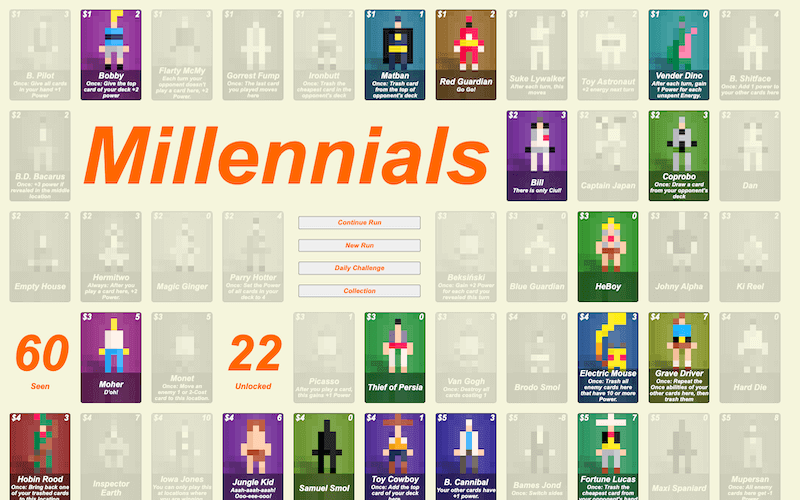 $1 2 $1 2 $1 3 $1 2 $1 2 $1 1 $1 2 $2 5 $2 3 $1 0 $2 4
B. Pilot
Once: Give all cards in your hand +1 Power
Bobby
Once: Give the top card of your deck +2 power
Flarty McMy
Each turn your opponent doesn't play a card here, +2 Power.
Gorrest Fump
Once: The last card you played moves here
Ironbutt
Once: Trash the cheapest card in the opponent's deck
Matban
Once: Trash card from the top of opponent's deck
Red Guardian
Go Go!
Suke Lywalker
After each turn, this moves
Toy Astronaut
+3 energy next turn
Vender Dino
After each turn, gain 1 Power for each unspent Energy.
B. Shitface
Once: Add 1 power to your other cards here
$2
B.D. Bacarus
Once: +5 power if revealed in the middle location
Millennials
$2 3
Bill
There is only Ciul!
Captain Japan
$2 3
Coprobo
Once: Draw a card from your opponent's deck
Dan
$2 2
Empty House
$2 3
Hermitwo
Always: After you play a card here, +2 Power.
$2 0
Magic Ginger
$2 4
Parry Hotter
Once: Set the Power of all cards in your deck to 4
Continue Run
New Run
Daily Challenge
Collection
$3 3
Beksiński
Once: Gain +3 Power for each card you revealed this turn
$3 0
Blue Guardian
$3 0
HeBoy
$3 2
Johny Alphe
$3 0
Ki Reel
60
Seen
$3 5
Moher
D'oh!
$3 5
Monet
Once: Move an enemy 1 or 2-Cost card to this location.
22
Unlocked
$3 1
Picasso
After you play a card, this game +1 Power
$3 0
Thief of Persia
$3
Van Gogh
Once: Destroy all cards costing 1
$4
Brodo Smol
$4 3
Electric Mouse
Once: Trash all enemy cards here that have 10 or more Power.
$4 7
Grave Driver
Once: Repeat the Once abilities of your other cards here, then trash them
$4 0
Hard Die
$4 3
Hobin Rood
Once: Bring back one of your trashed cards to this location
$4 7
Inspector Earth
$4 10
Iowa Jones
Once: You can only play this at locations where
$4 6
Jungle Kid
Aaah-aaah-aaah! Ooo-eee-ooo!
$4 0
Samuel Smol
$4 1
Toy Cowboy
Once: Add the top card of your deck here
$5 3
B. Cannibal
Your other cards have +1 power.
$5 -8
Bames Jond
Once: Switch sides
$5 7
Fortune Lucas
Once: Trash the cheapest card from your opponent's
$5 0
Maxi Spaniard
$5 8
Mupersan
Once: All enemy cards here get -1